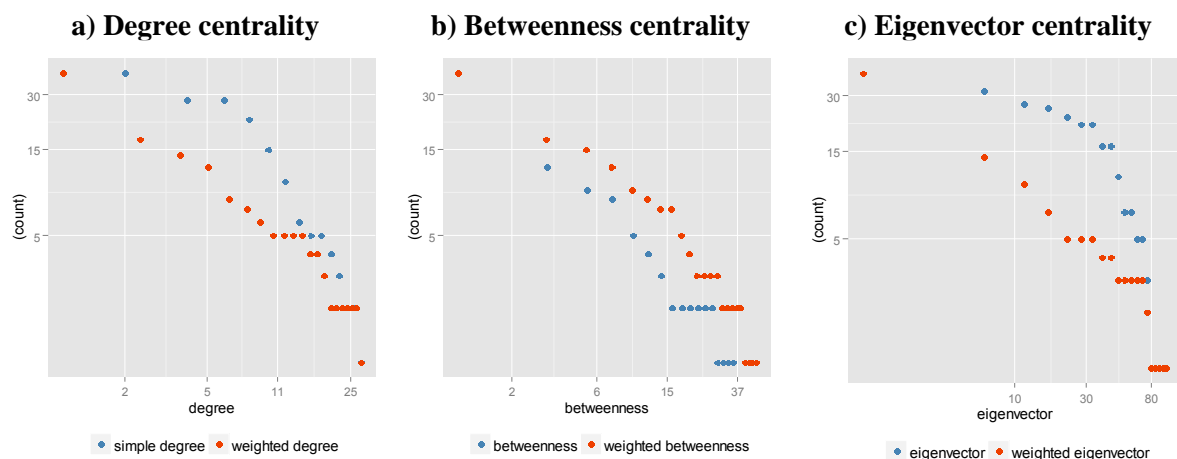 a) Degree centrality
b) Betweenness centrality
c) Eigenvector centrality
30
15
5
(count)
2
5
11
25
degree
simple degree
weighted degree
30
15
5
(count)
2
6
15
37
betweenness
betweenness
weighted betweenness
30
15
5
(count)
10
30
80
eigenvector
eigenvector
weighted eigenvector